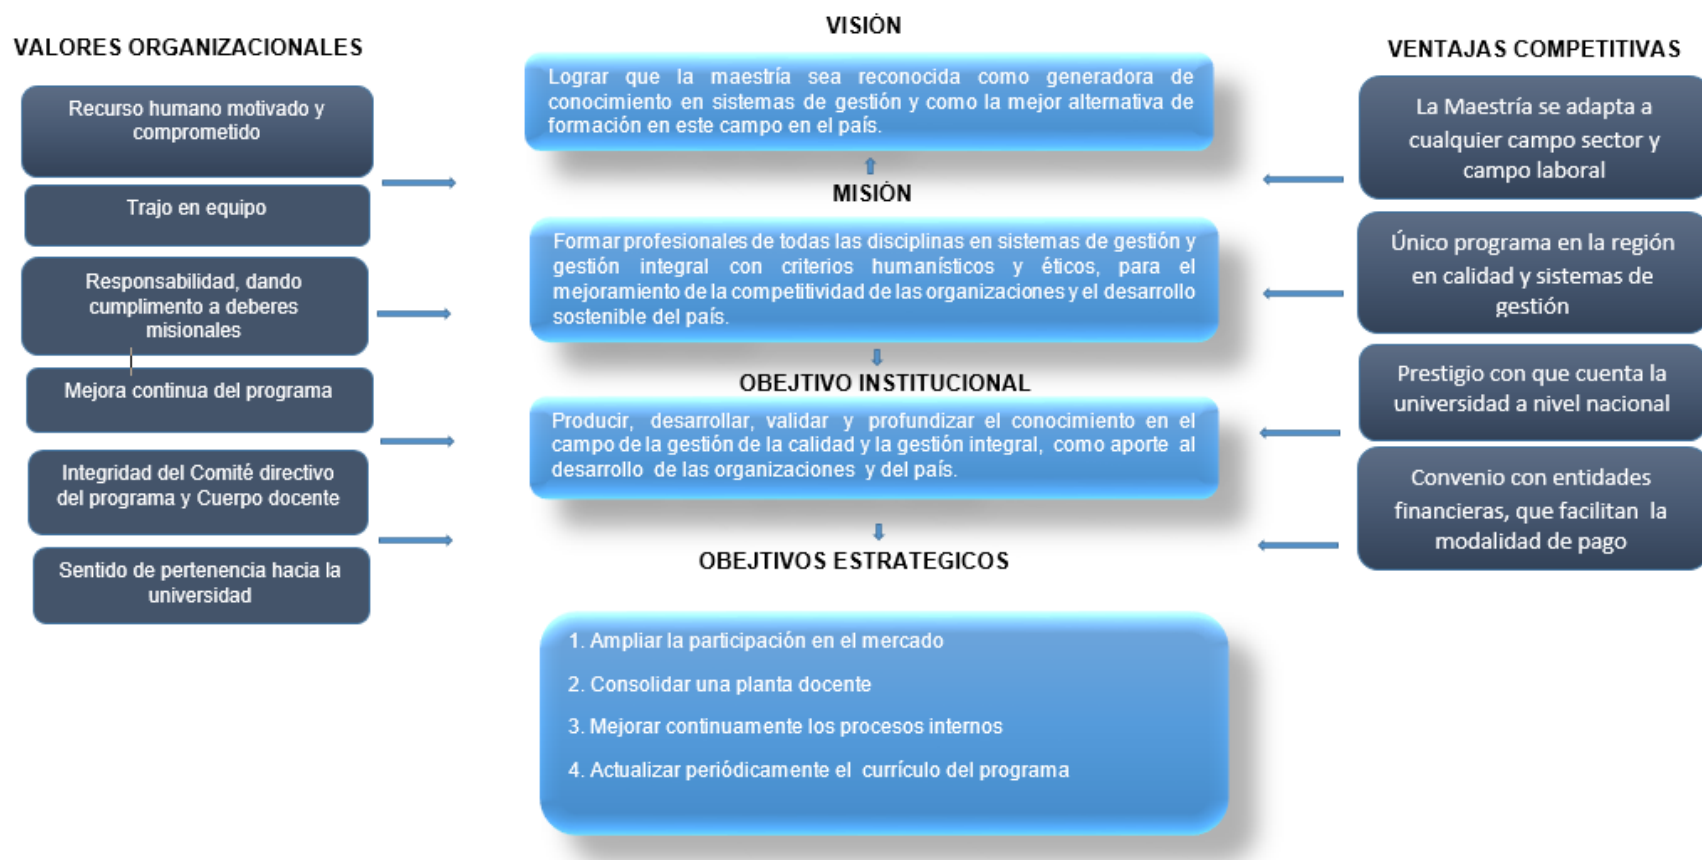 VALORES ORGANIZACIONALES
Recurso humano motivado y
comprometido
Trajo en equipo
Responsabilidad, dando
cumplimento a deberes
misionales
Mejora continua del programa
Integridad del Comité directivo
del programa y Cuerpo docente
Sentido de pertenencia hacia la
universidad
VISIÓN
Lograr que la maestría sea reconocida como generadora de
conocimiento en sistemas de gestión y como la mejor alternativa de
formación en este campo en el país.
MISIÓN
Formar profesionales de todas las disciplinas en sistemas de gestión y
gestión integral con criterios humanísticos y éticos, para el
mejoramiento de la competitividad de las organizaciones y el desarrollo
sostenible del país.
OBEJTIVO INSTITUCIONAL
Producir, desarrollar, validar y profundizar el conocimiento en el
campo de la gestión de la calidad y la gestión integral, como aporte al
desarrollo de las organizaciones y del país.
OBEJTIVOS ESTRATEGICOS
1. Ampliar la participación en el mercado
2. Consolidar una planta docente
3. Mejorar continuamente los procesos internos
4. Actualizar periódicamente el currículo del programa
VENTAJAS COMPETITIVAS
La Maestría se adapta a
cualquier campo sector y
campo laboral
Único programa en la región
en calidad y sistemas de
gestión
Prestigio con que cuenta la
universidad a nivel nacional
Convenio con entidades
financieras, que facilitan la
modalidad de pago